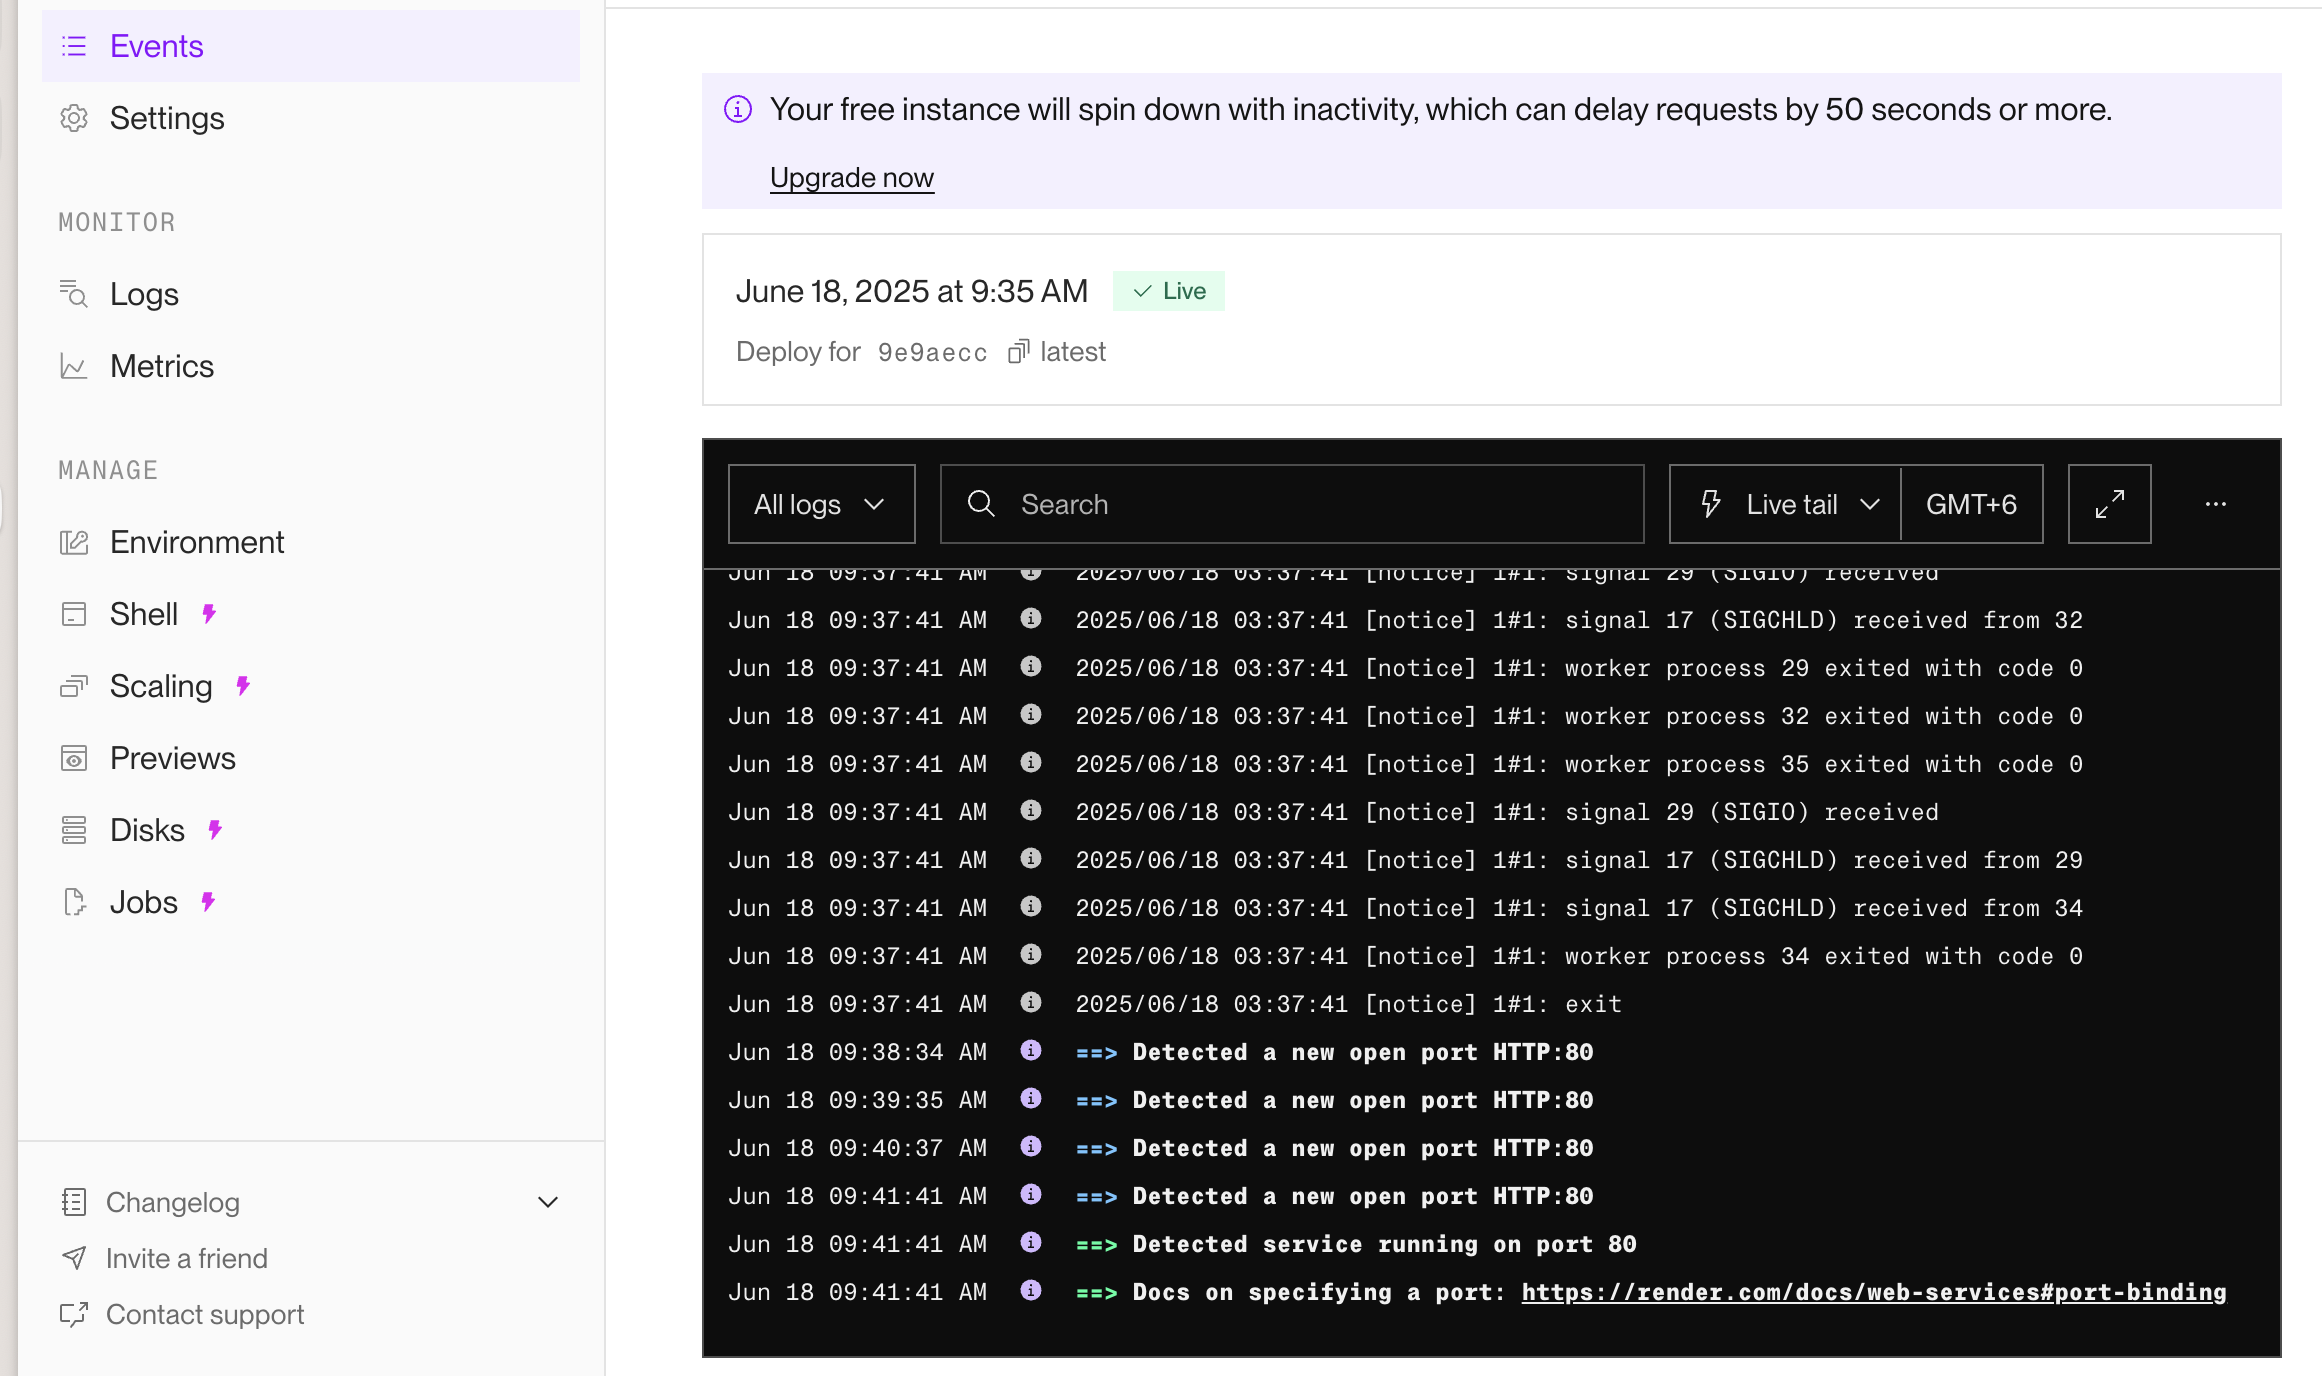 Events
Settings
MONITOR
Logs
Metrics
MANAGE
Environment
Shell
Scaling
Previews
Disks
Jobs
Changelog
Invite a friend
Contact support
Your free instance will spin down with inactivity, which can delay requests by 50 seconds or more.
Upgrade now
June 18, 2025 at 9:35 AM Live
Deploy for 9e9aecc latest
All logs Search Live tail GMT+6 ...
Jun 18 09:37:41 AM 2025/06/18 03:37:41 [notice] 1#1: signal 29 (SIGIO) received
Jun 18 09:37:41 AM 2025/06/18 03:37:41 [notice] 1#1: signal 17 (SIGCHLD) received from 32
Jun 18 09:37:41 AM 2025/06/18 03:37:41 [notice] 1#1: worker process 29 exited with code 0
Jun 18 09:37:41 AM 2025/06/18 03:37:41 [notice] 1#1: worker process 32 exited with code 0
Jun 18 09:37:41 AM 2025/06/18 03:37:41 [notice] 1#1: worker process 35 exited with code 0
Jun 18 09:37:41 AM 2025/06/18 03:37:41 [notice] 1#1: signal 29 (SIGIO) received
Jun 18 09:37:41 AM 2025/06/18 03:37:41 [notice] 1#1: signal 17 (SIGCHLD) received from 29
Jun 18 09:37:41 AM 2025/06/18 03:37:41 [notice] 1#1: signal 17 (SIGCHLD) received from 34
Jun 18 09:37:41 AM 2025/06/18 03:37:41 [notice] 1#1: worker process 34 exited with code 0
Jun 18 09:37:41 AM 2025/06/18 03:37:41 [notice] 1#1: exit
Jun 18 09:38:34 AM ==> Detected a new open port HTTP:80
Jun 18 09:39:35 AM ==> Detected a new open port HTTP:80
Jun 18 09:40:37 AM ==> Detected a new open port HTTP:80
Jun 18 09:41:41 AM ==> Detected a new open port HTTP:80
Jun 18 09:41:41 AM ==> Detected service running on port 80
Jun 18 09:41:41 AM ==> Docs on specifying a port: https://render.com/docs/web-services#port-binding